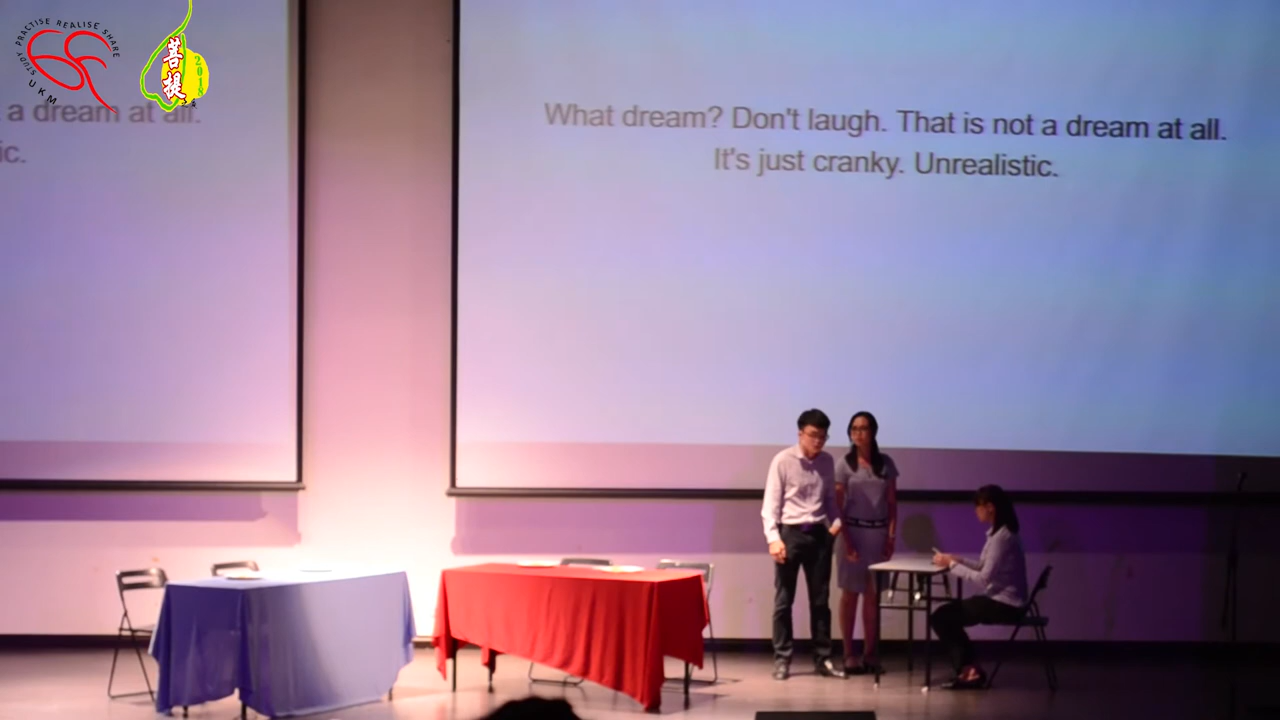 STUDY PRACTISE REALISE SHARE
UKM
菩提
2018
a dream at all.
ic.
What dream? Don't laugh. That is not a dream at all.
It's just cranky. Unrealistic.